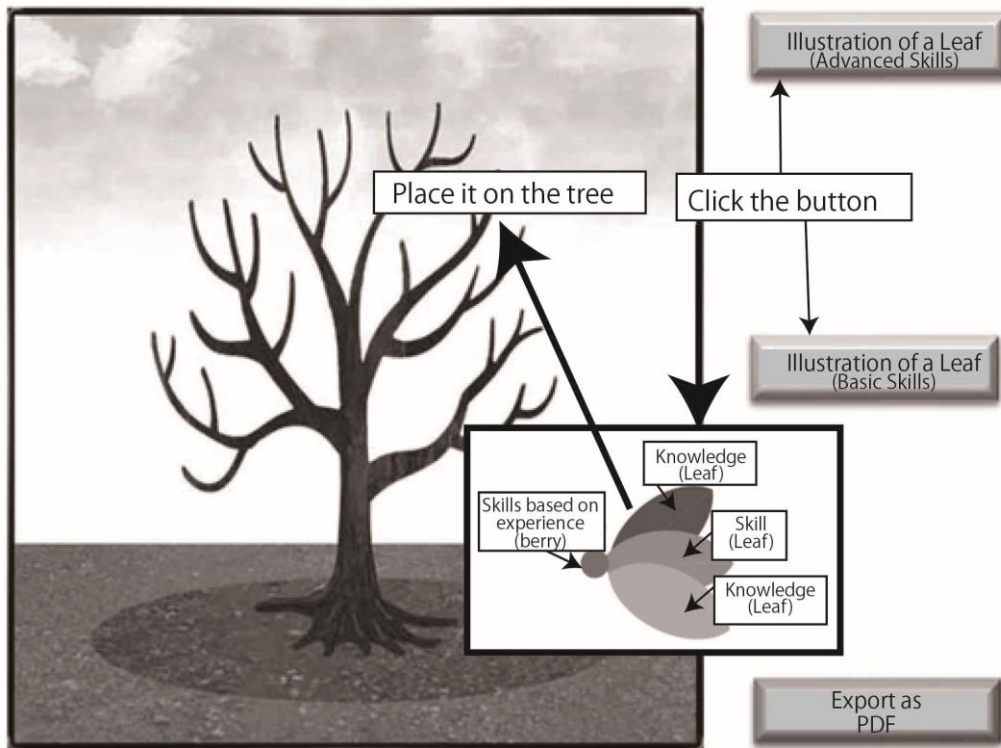 Illustration of a Leaf
(Advanced Skills)
Place it on the tree
Click the button
Illustration of a Leaf
(Basic Skills)
Knowledge
(Leaf)
Skills based on
experience
(berry)
Skill
(Leaf)
Knowledge
(Leaf)
Export as
PDF